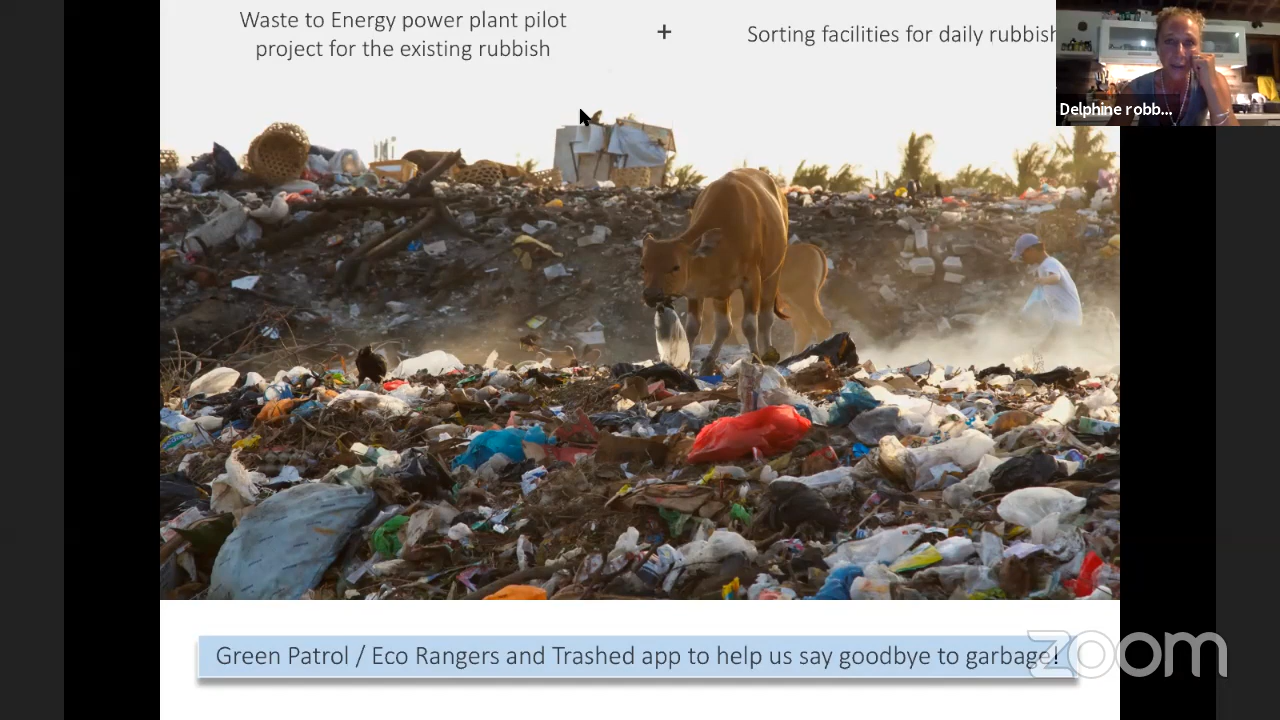 Waste to Energy power plant pilot
project for the existing rubbish
+
Sorting facilities for daily rubbish
Delphine robb...
Green Patrol / Eco Rangers and Trashed app to help us say goodbye to garbage!
zoom